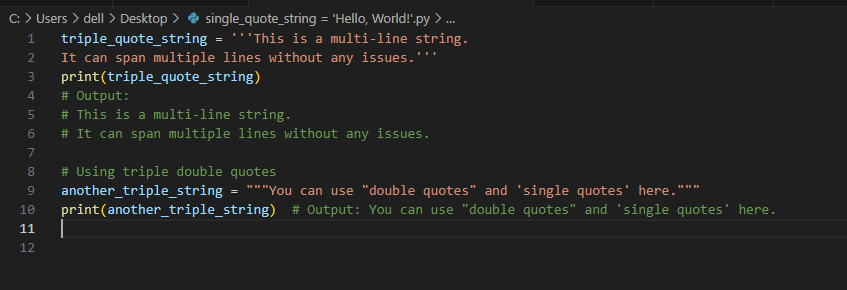 C: > Users > dell > Desktop > single_quote_string = 'Hello, World!'.py > ...
1 triple_quote_string = '''This is a multi-line string.
2 It can span multiple lines without any issues.'''
3 print(triple_quote_string)
4 # Output:
5 # This is a multi-line string.
6 # It can span multiple lines without any issues.
7
8 # Using triple double quotes
9 another_triple_string = """You can use "double quotes" and 'single quotes' here."""
10 print(another_triple_string)  # Output: You can use "double quotes" and 'single quotes' here.
11
12